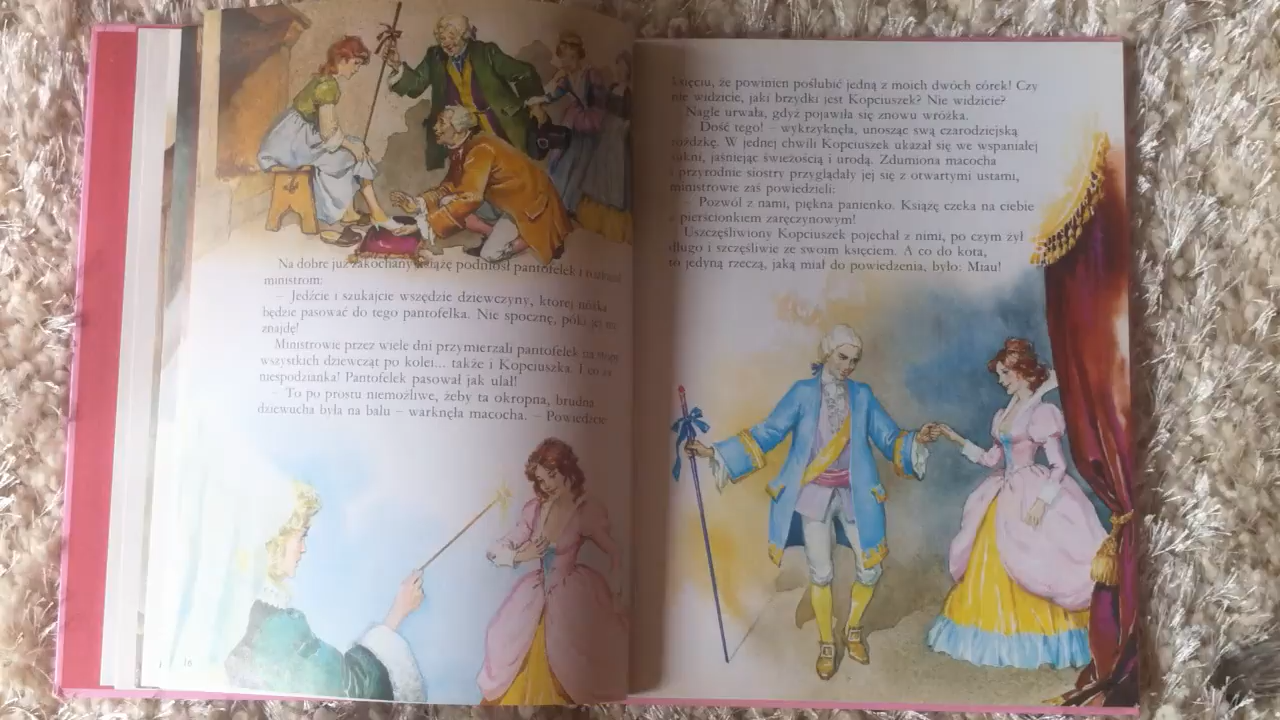 Na dobre już zakochany książę podniósł pantofelek i
ministrom:
– Jedźcie i szukajcie wszędzie dziewczyny, której nóżka
będzie pasować do tego pantofelka. Nie spocznę, póki jej nie
znajdę!
Ministrowie przez wiele dni przymierzali pantofelek na stopy
wszystkich dziewcząt po kolei... także i Kopciuszka. I co za
niespodzianka! Pantofelek pasował jak ulał!
– To po prostu niemożliwe, żeby ta okropna, brudna
dziewucha była na balu – warknęła macocha. – Powiedzcie
16
księciu, że powinien poślubić jedną z moich dwóch córek! Czy
nie widzicie, jaki brzydki jest Kopciuszek? Nie widzicie?
Nagle urwała, gdyż pojawiła się znowu wróżka.
– Dość tego! – wykrzyknęła, unosząc swą czarodziejską
różdżkę. W jednej chwili Kopciuszek ukazał się we wspaniałej
sukni, jaśniejąc świeżością i urodą. Zdumiona macocha
i przyrodnie siostry przyglądały jej się z otwartymi ustami,
ministrowie zaś powiedzieli:
– Pozwól z nami, piękna panienko. Książę czeka na ciebie
z pierścionkiem zaręczynowym!
Uszczęśliwiony Kopciuszek pojechał z nimi, po czym żył
długo i szczęśliwie ze swoim księciem. A co do kota,
to jedyną rzeczą, jaką miał do powiedzenia, było: Miau!